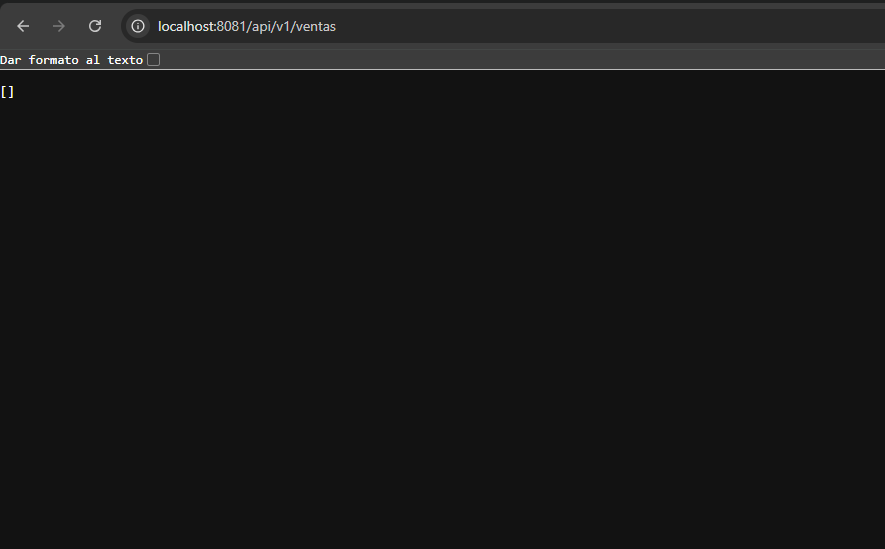 localhost:8081/api/v1/ventas
Dar formato al texto
[]